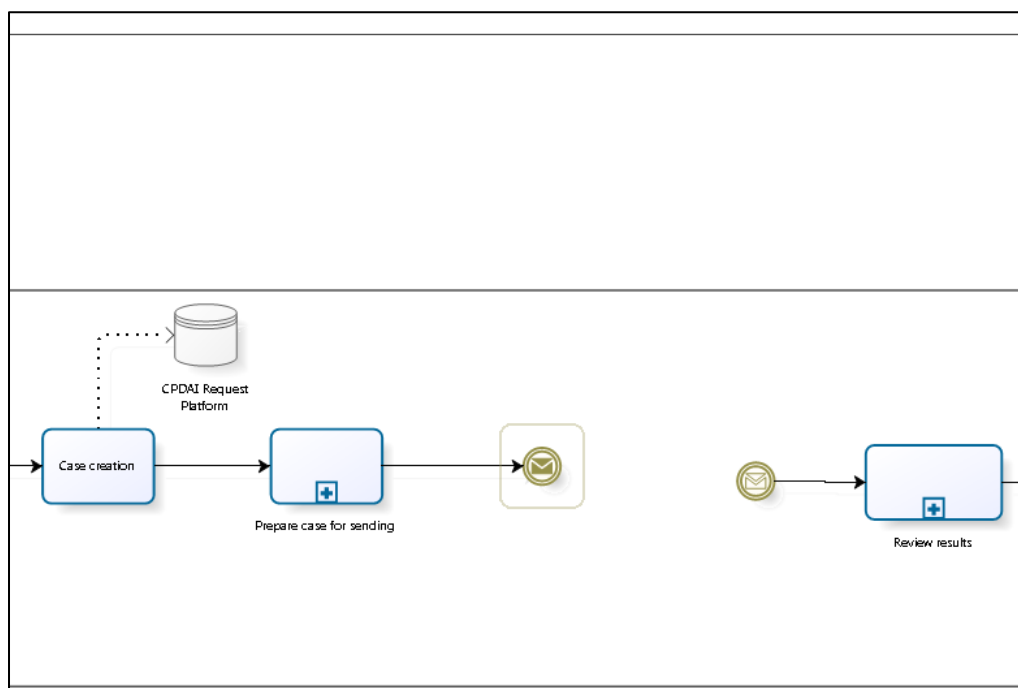 CPDAI Request
Platform
Case creation
Prepare case for sending
Review results